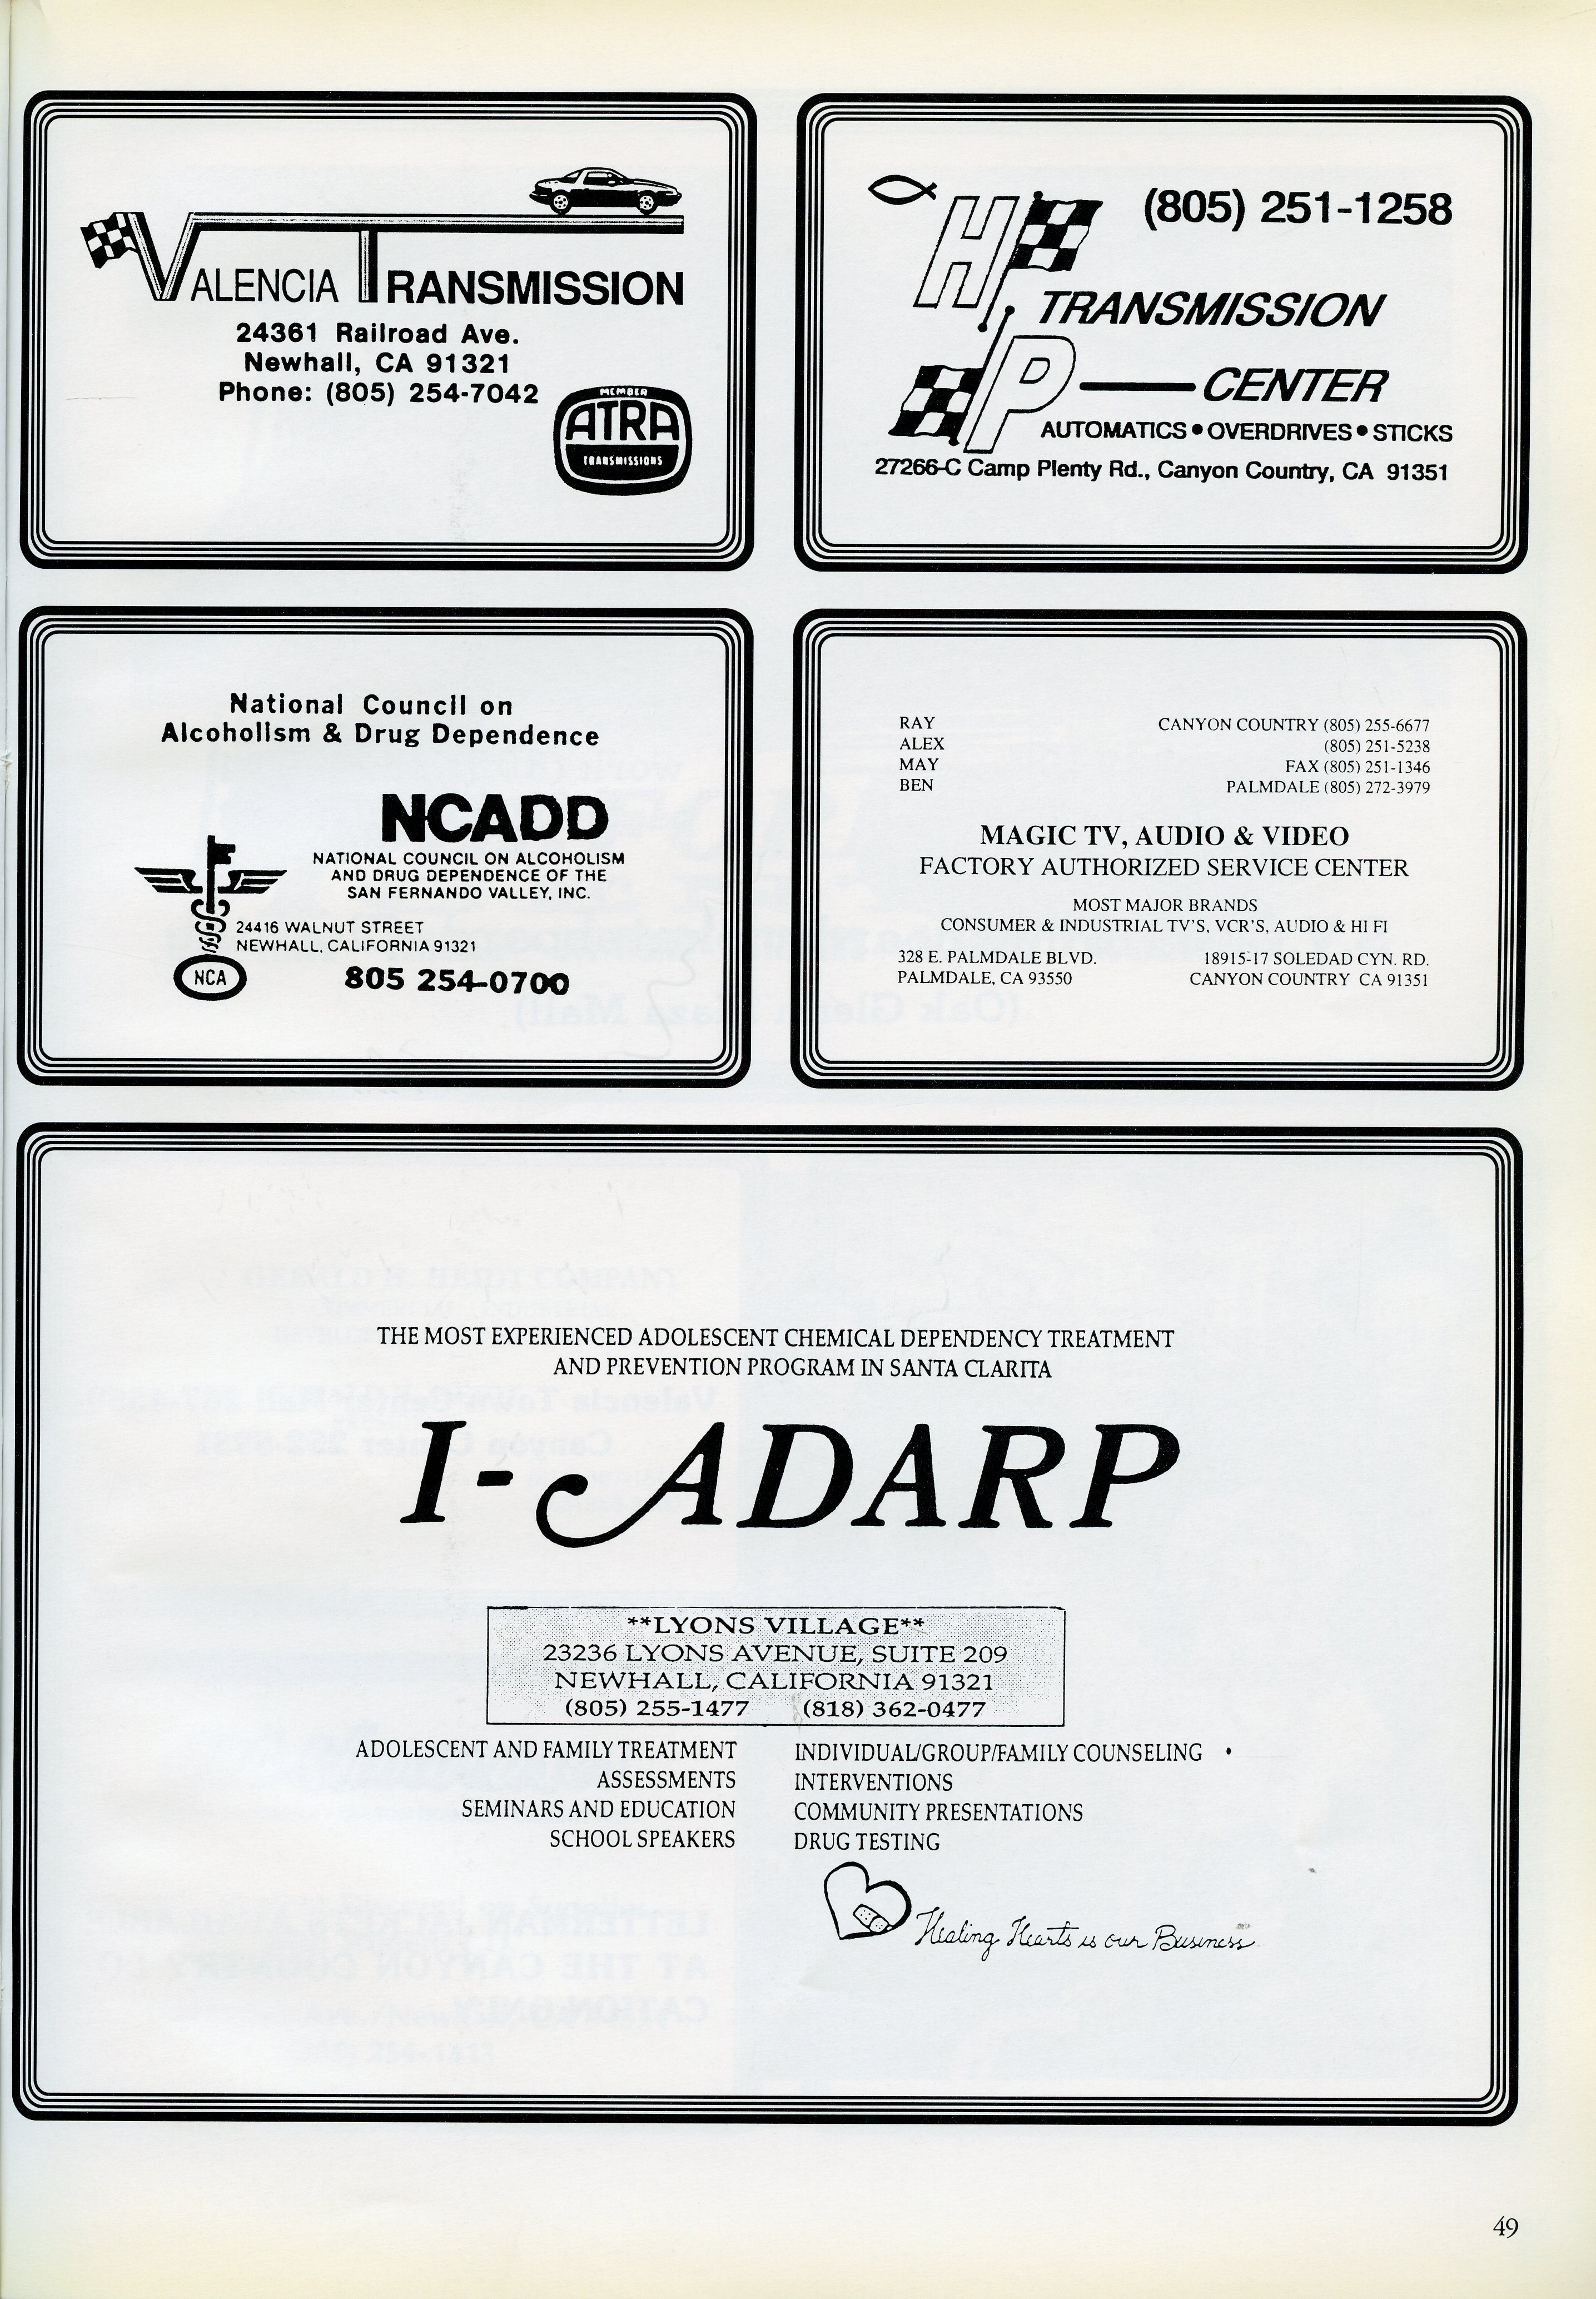 VALENCIA TRANSMISSION
24361 Railroad Ave.
Newhall, CA 91321
Phone: (805) 254-7042
MEMBER
ATRA
TRANSMISSIONS
(805) 251-1258
HP
TRANSMISSION
CENTER
AUTOMATICS • OVERDRIVES • STICKS
27266-C Camp Plenty Rd., Canyon Country, CA 91351
National Council on
Alcoholism & Drug Dependence
NCADD
NATIONAL COUNCIL ON ALCOHOLISM
AND DRUG DEPENDENCE OF THE
SAN FERNANDO VALLEY, INC.
24416 WALNUT STREET
NEWHALL, CALIFORNIA 91321
NCA
805 254-0700
RAY CANYON COUNTRY (805) 255-6677
ALEX (805) 251-5238
MAY FAX (805) 251-1346
BEN PALMDALE (805) 272-3979
MAGIC TV, AUDIO & VIDEO
FACTORY AUTHORIZED SERVICE CENTER
MOST MAJOR BRANDS
CONSUMER & INDUSTRIAL TV'S, VCR'S, AUDIO & HI FI
328 E. PALMDALE BLVD. 18915-17 SOLEDAD CYN. RD.
PALMDALE, CA 93550 CANYON COUNTRY CA 91351
THE MOST EXPERIENCED ADOLESCENT CHEMICAL DEPENDENCY TREATMENT
AND PREVENTION PROGRAM IN SANTA CLARITA
I-ADARP
**LYONS VILLAGE**
23236 LYONS AVENUE, SUITE 209
NEWHALL, CALIFORNIA 91321
(805) 255-1477 (818) 362-0477
ADOLESCENT AND FAMILY TREATMENT INDIVIDUAL/GROUP/FAMILY COUNSELING •
ASSESSMENTS INTERVENTIONS
SEMINARS AND EDUCATION COMMUNITY PRESENTATIONS
SCHOOL SPEAKERS DRUG TESTING
Healing Hearts is our Business
49